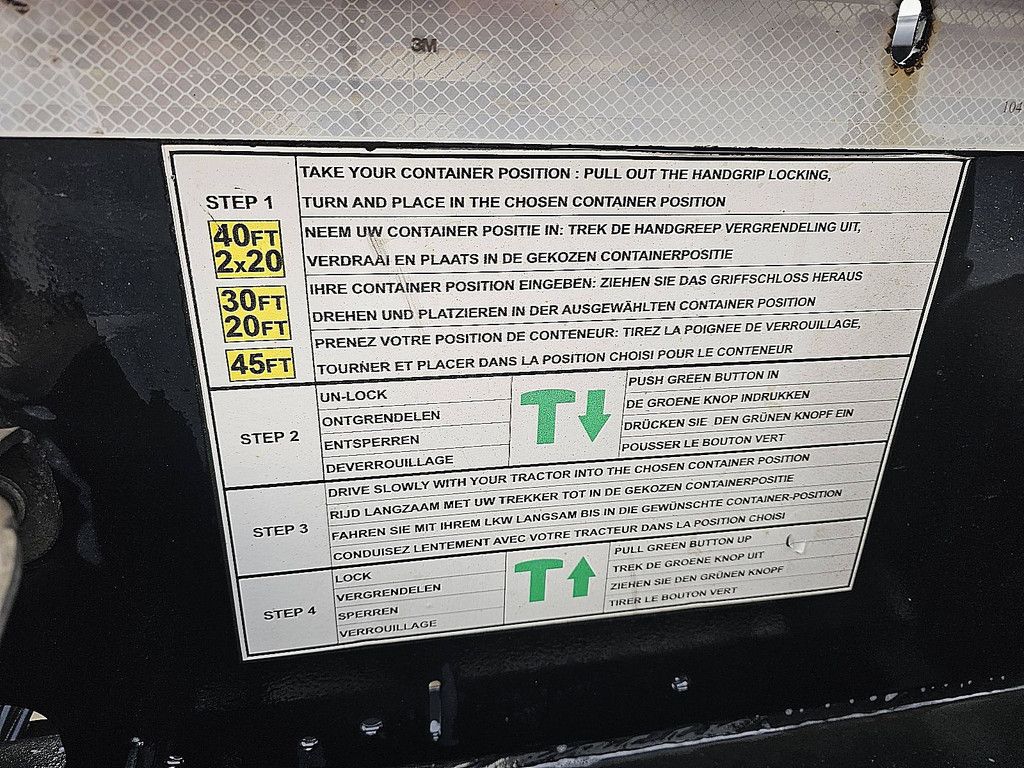 3M
104
TAKE YOUR CONTAINER POSITION : PULL OUT THE HANDGRIP LOCKING,
TURN AND PLACE IN THE CHOSEN CONTAINER POSITION
STEP 1
40FT
2x20
30FT
20FT
45FT
NEEM UW CONTAINER POSITIE IN: TREK DE HANDGREEP VERGRENDELING UIT,
VERDRAAI EN PLAATS IN DE GEKOZEN CONTAINERPOSITIE
IHRE CONTAINER POSITION EINGEBEN: ZIEHEN SIE DAS GRIFFSCHLOSS HERAUS
DREHEN UND PLATZIEREN IN DER AUSGEWÄHLTEN CONTAINER POSITION
PRENEZ VOTRE POSITION DE CONTENEUR: TIREZ LA POIGNEE DE VERROUILLAGE,
TOURNER ET PLACER DANS LA POSITION CHOISI POUR LE CONTENEUR
STEP 2
UN-LOCK
ONTGRENDELEN
ENTSPERREN
DEVERROUILLAGE
PUSH GREEN BUTTON IN
DE GROENE KNOP INDRUKKEN
DRÜCKEN SIE DEN GRÜNEN KNOPF EIN
POUSSER LE BOUTON VERT
STEP 3
DRIVE SLOWLY WITH YOUR TRACTOR INTO THE CHOSEN CONTAINER POSITION
RIJD LANGZAAM MET UW TREKKER TOT IN DE GEKOZEN CONTAINERPOSITIE
FAHREN SIE MIT IHREM LKW LANGSAM BIS IN DIE GEWÜNSCHTE CONTAINER-POSITION
CONDUISEZ LENTEMENT AVEC VOTRE TRACTEUR DANS LA POSITION CHOISI
STEP 4
LOCK
VERGRENDELEN
SPERREN
VERROUILLAGE
PULL GREEN BUTTON UP
TREK DE GROENE KNOP UIT
ZIEHEN SIE DEN GRÜNEN KNOPF
TIRER LE BOUTON VERT